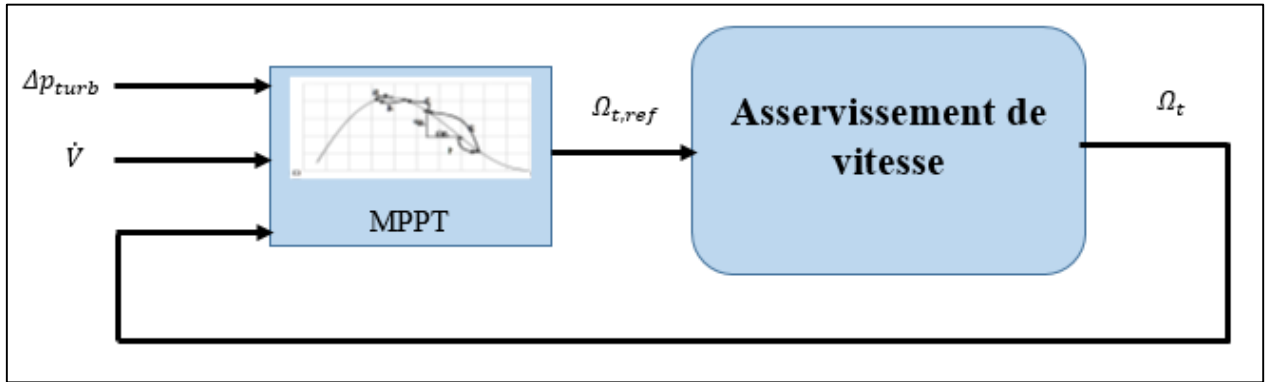 Δp_turb
V̇
MPPT
Ω_t,ref
Asservissement de
vitesse
Ω_t